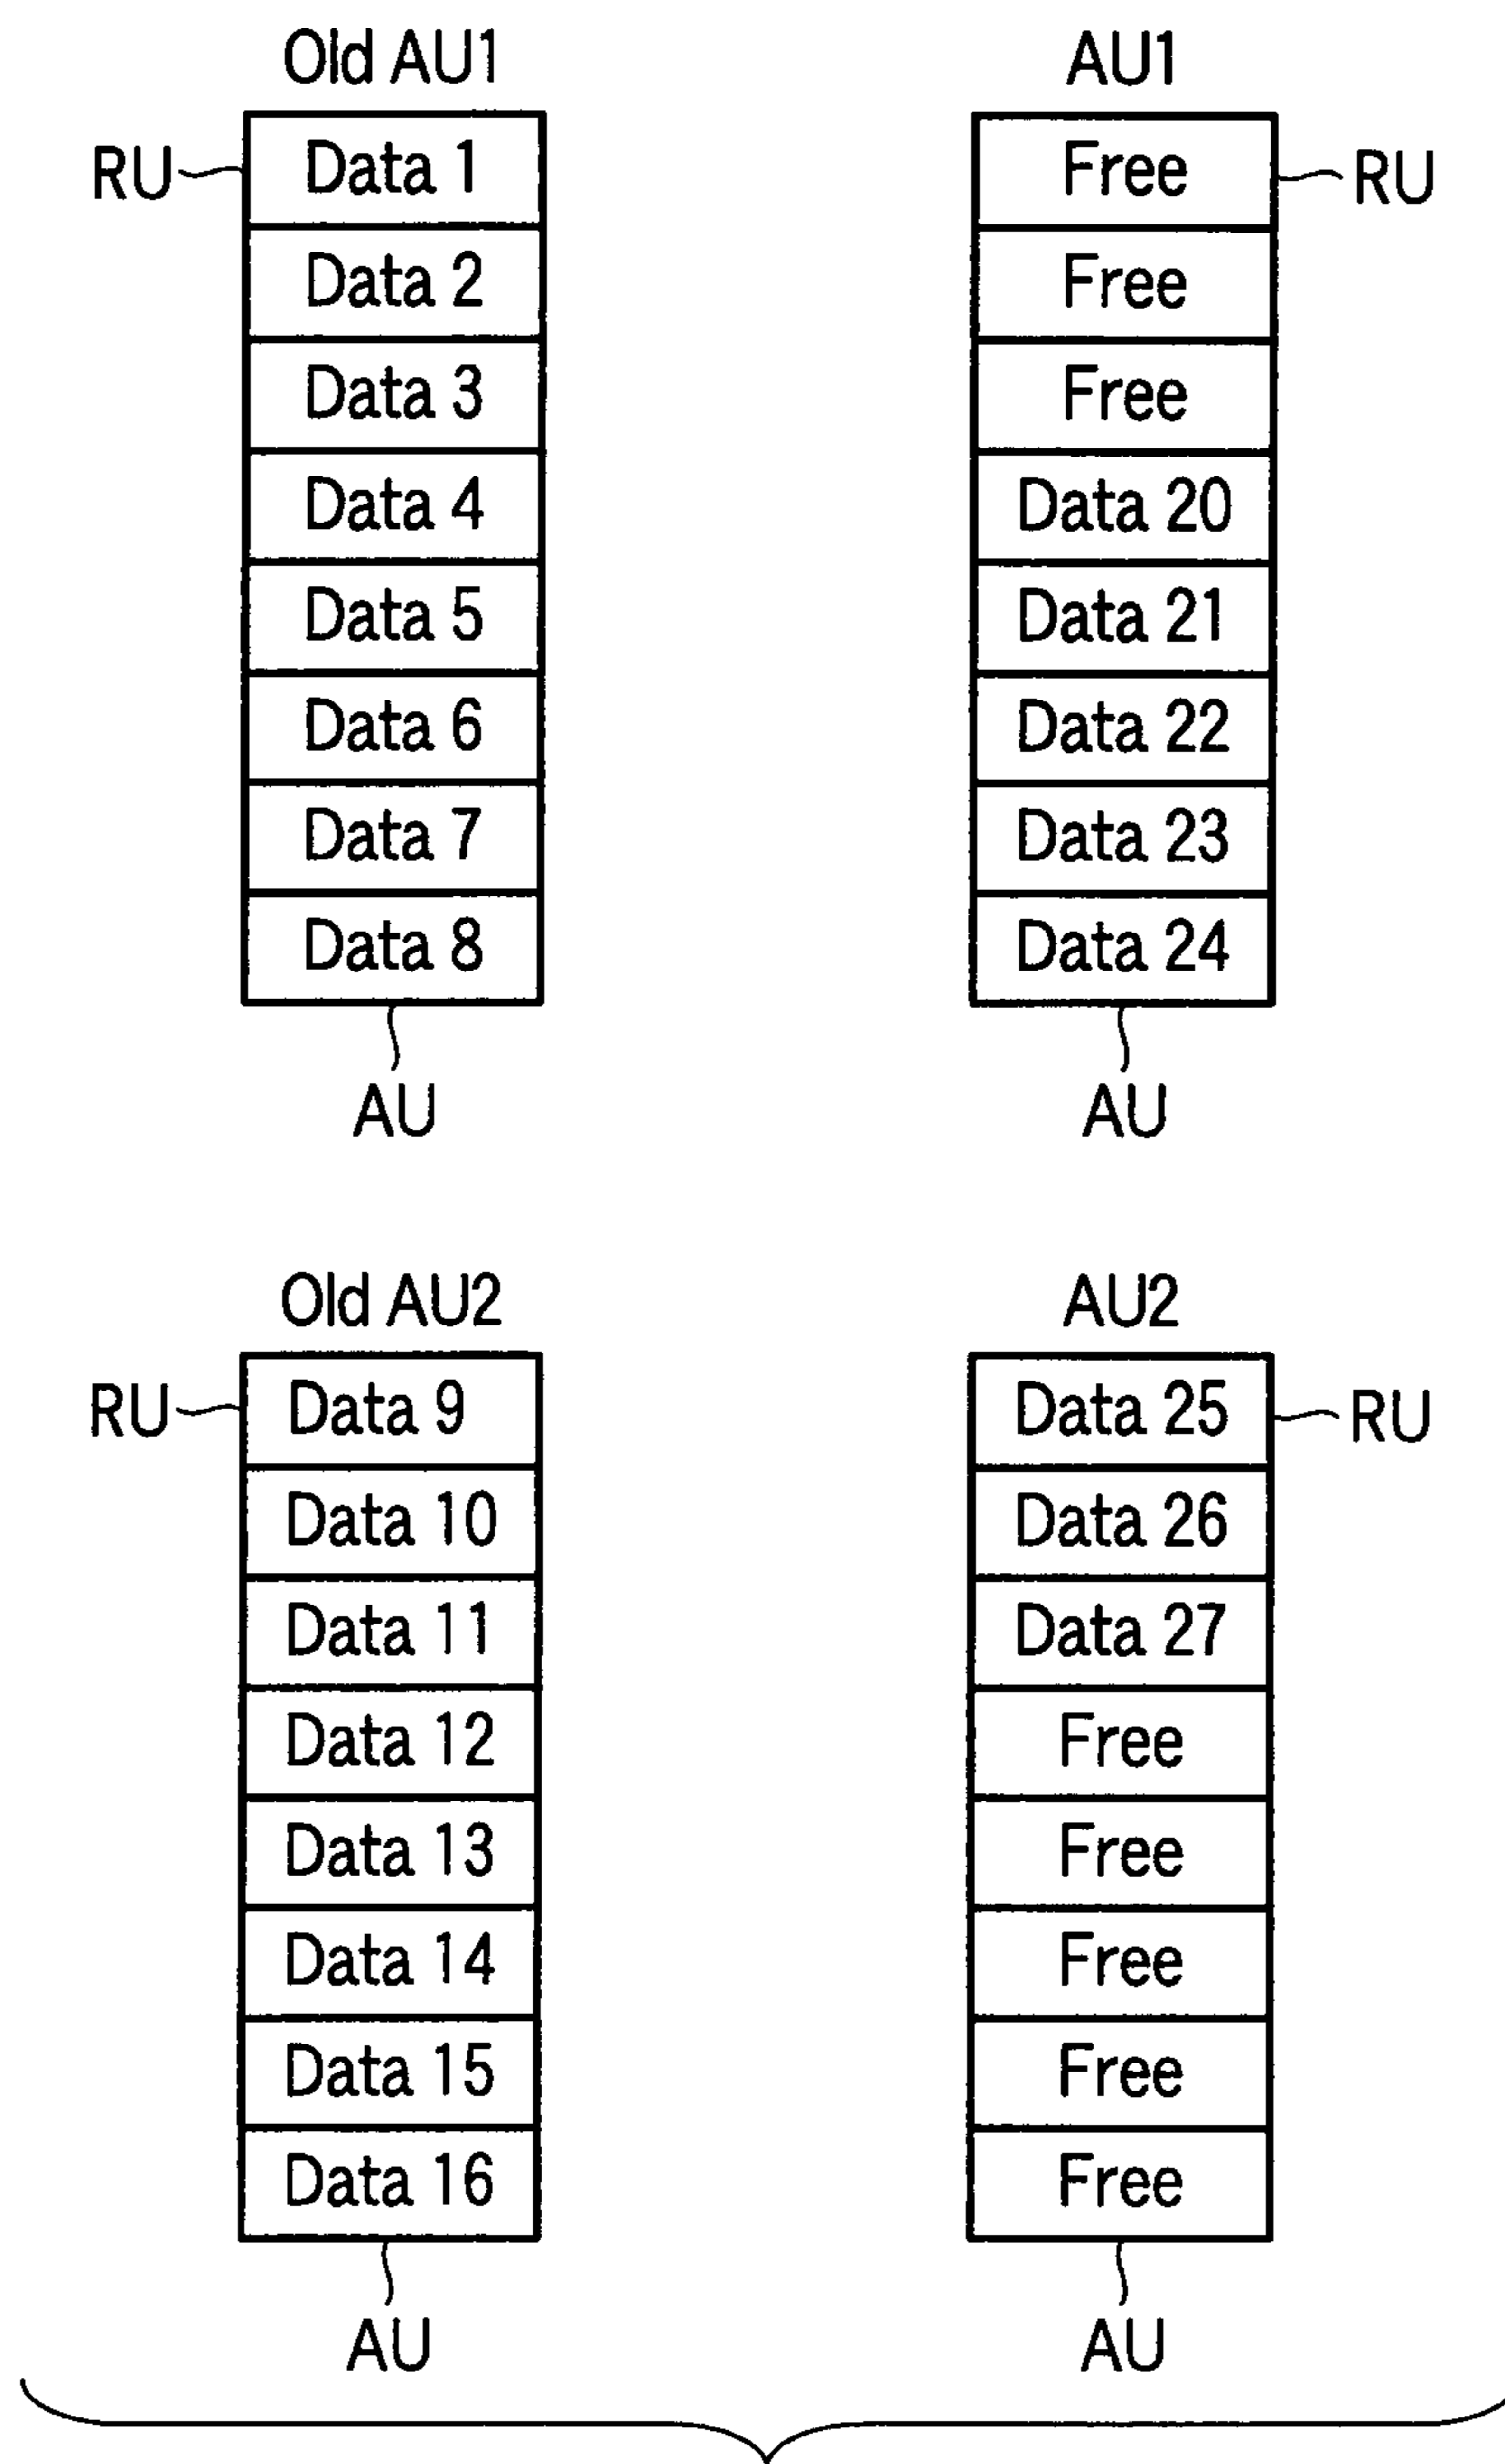 Old AU1
RU
Data 1
Data 2
Data 3
Data 4
Data 5
Data 6
Data 7
Data 8
AU
AU1
Free
RU
Free
Free
Data 20
Data 21
Data 22
Data 23
Data 24
AU
Old AU2
RU
Data 9
Data 10
Data 11
Data 12
Data 13
Data 14
Data 15
Data 16
AU
AU2
Data 25
RU
Data 26
Data 27
Free
Free
Free
Free
Free
AU